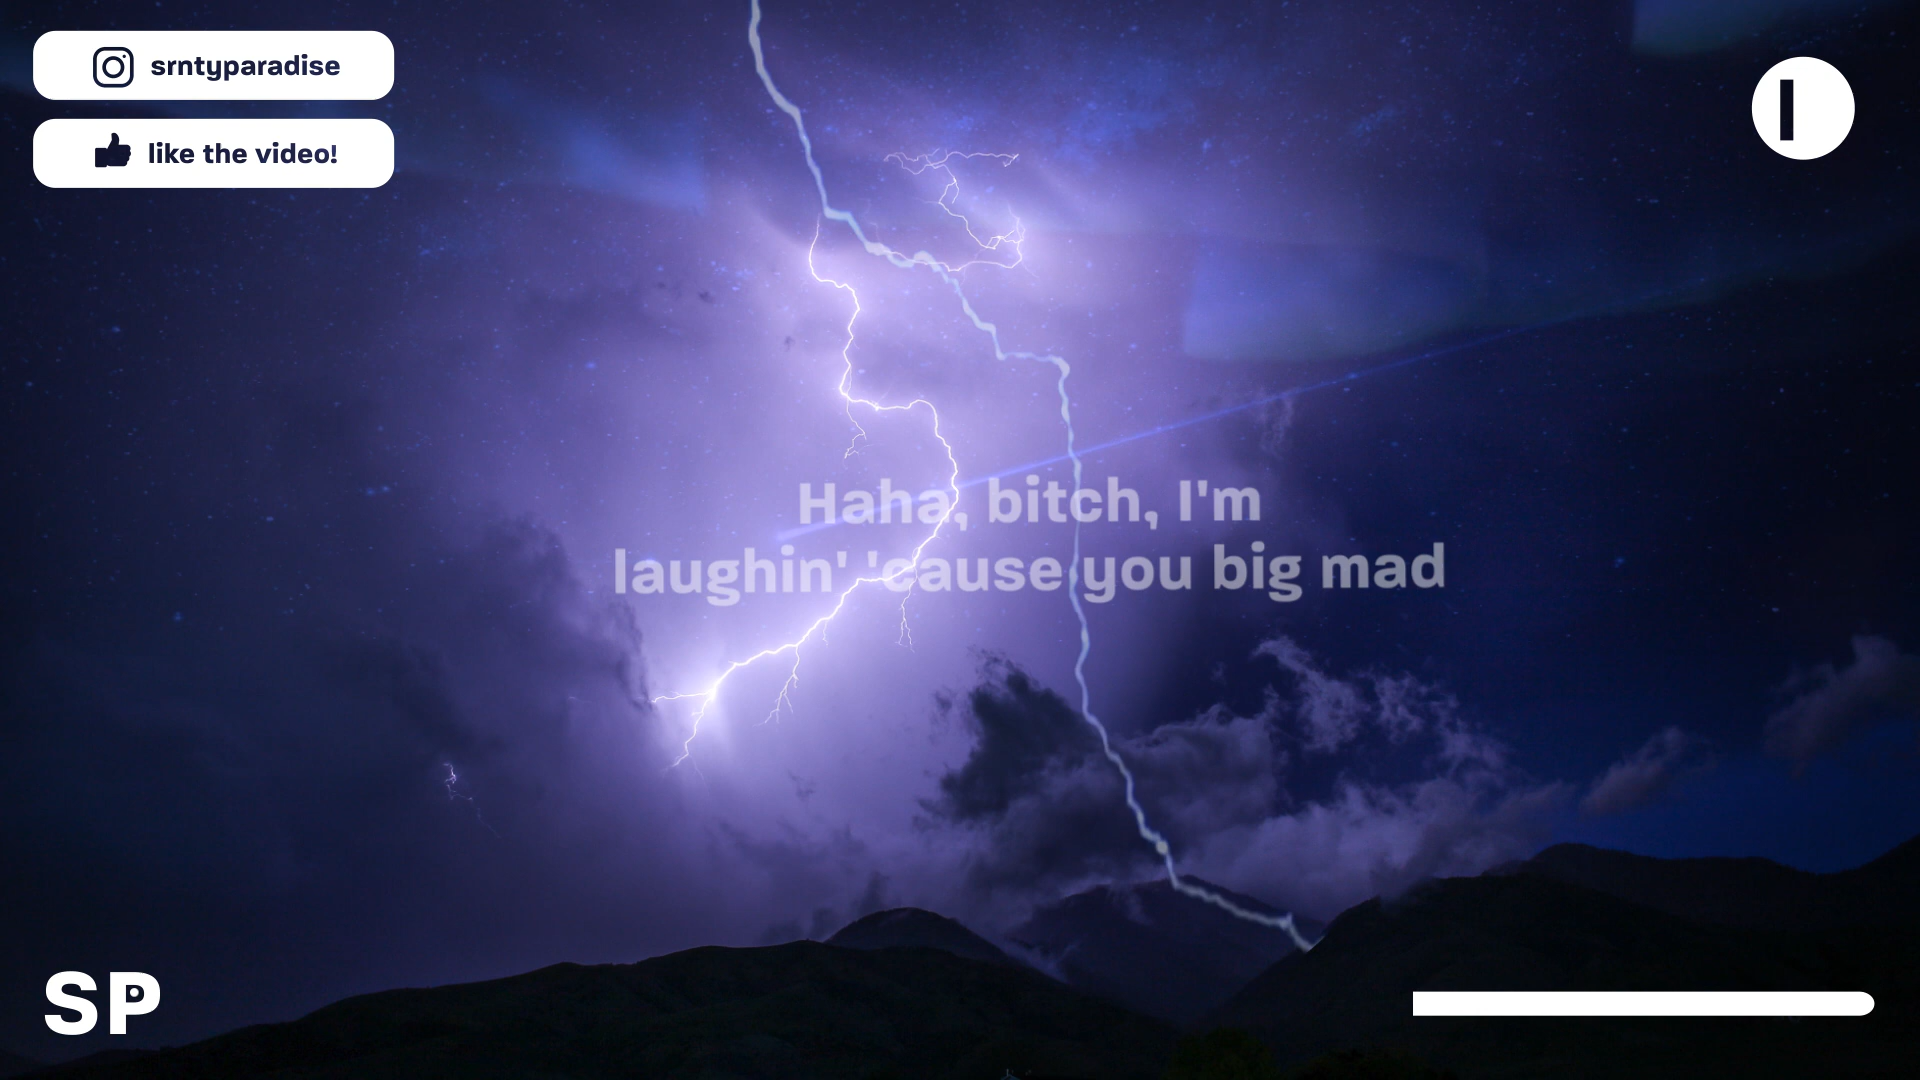 srntyparadise
like the video!
Haha, bitch, I'm
laughin' 'cause you big mad
SP